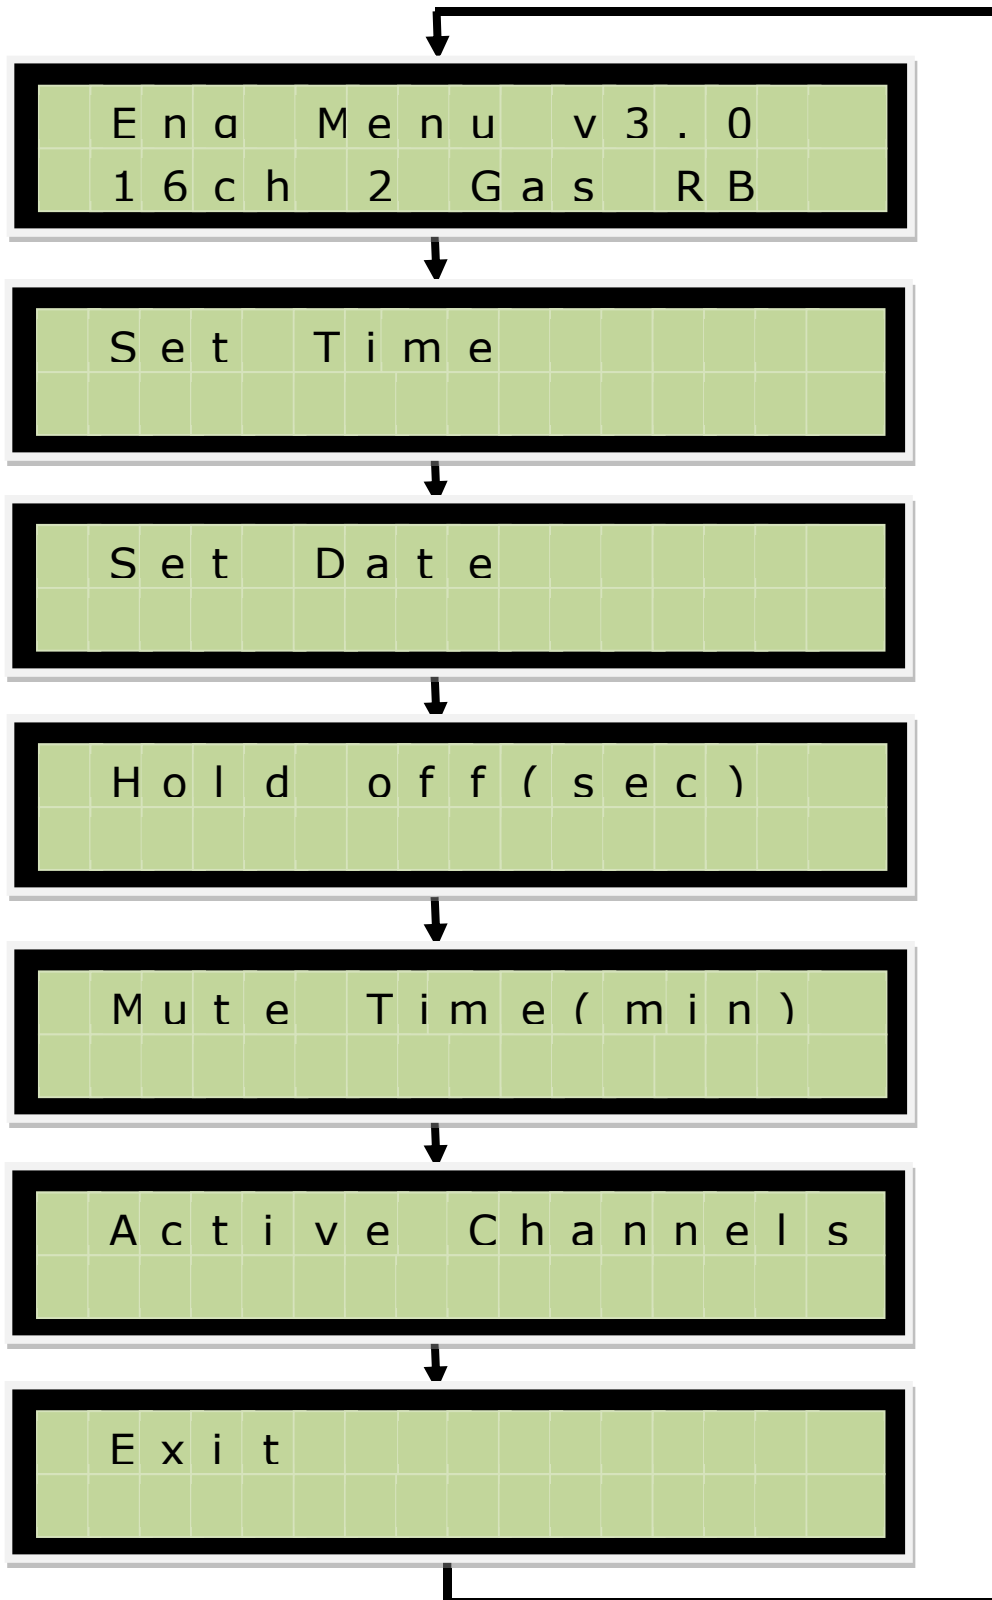 Eng Menu v3.0
16ch 2 Gas RB
Set Time
Set Date
Hold off(sec)
Mute Time(min)
Active Channels
Exit